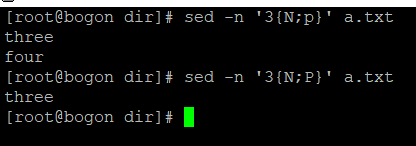 [root@bogon dir]# sed -n '3{N;p}' a.txt
three
four
[root@bogon dir]# sed -n '3{N;P}' a.txt
three
[root@bogon dir]#